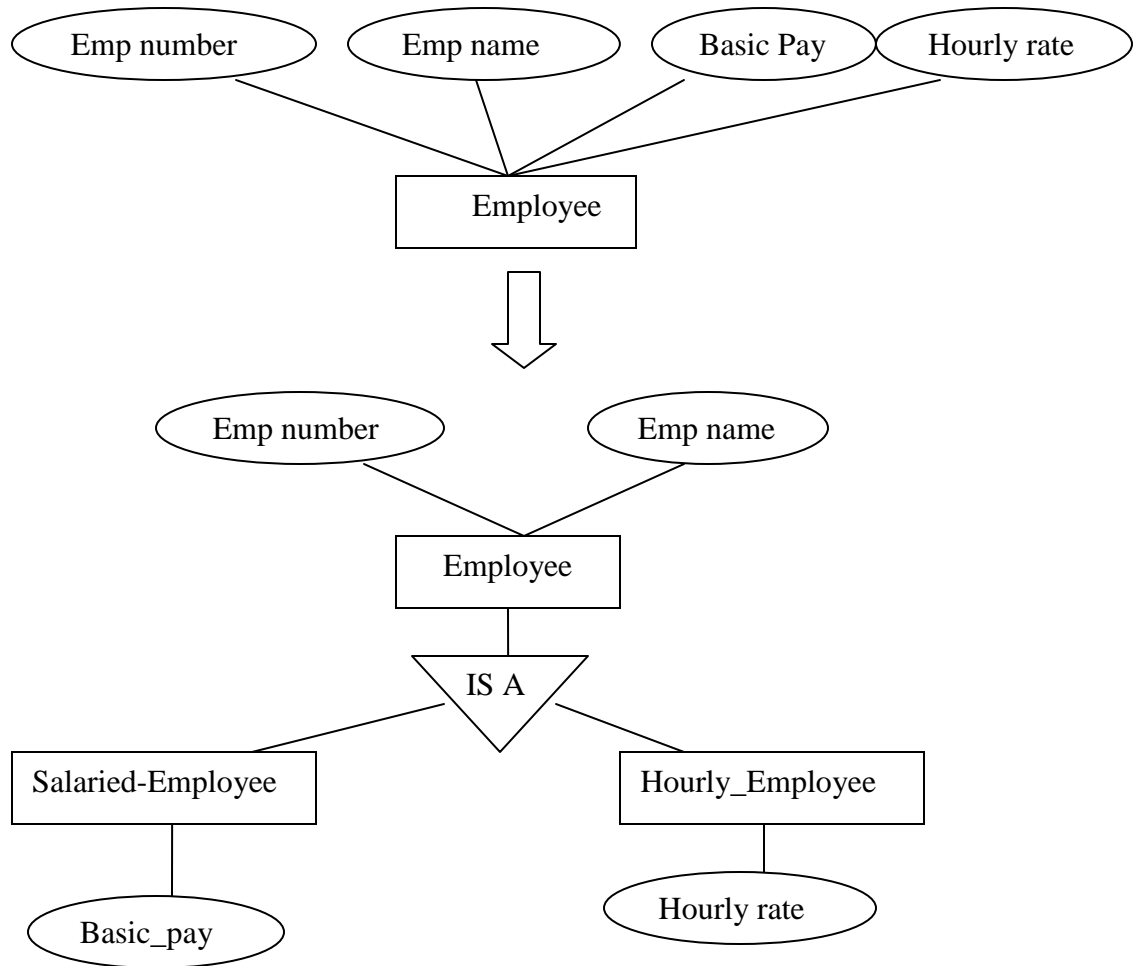 Emp number
Emp name
Basic Pay
Hourly rate
Employee
Emp number
Emp name
Employee
IS A
Salaried-Employee
Hourly_Employee
Basic_pay
Hourly rate